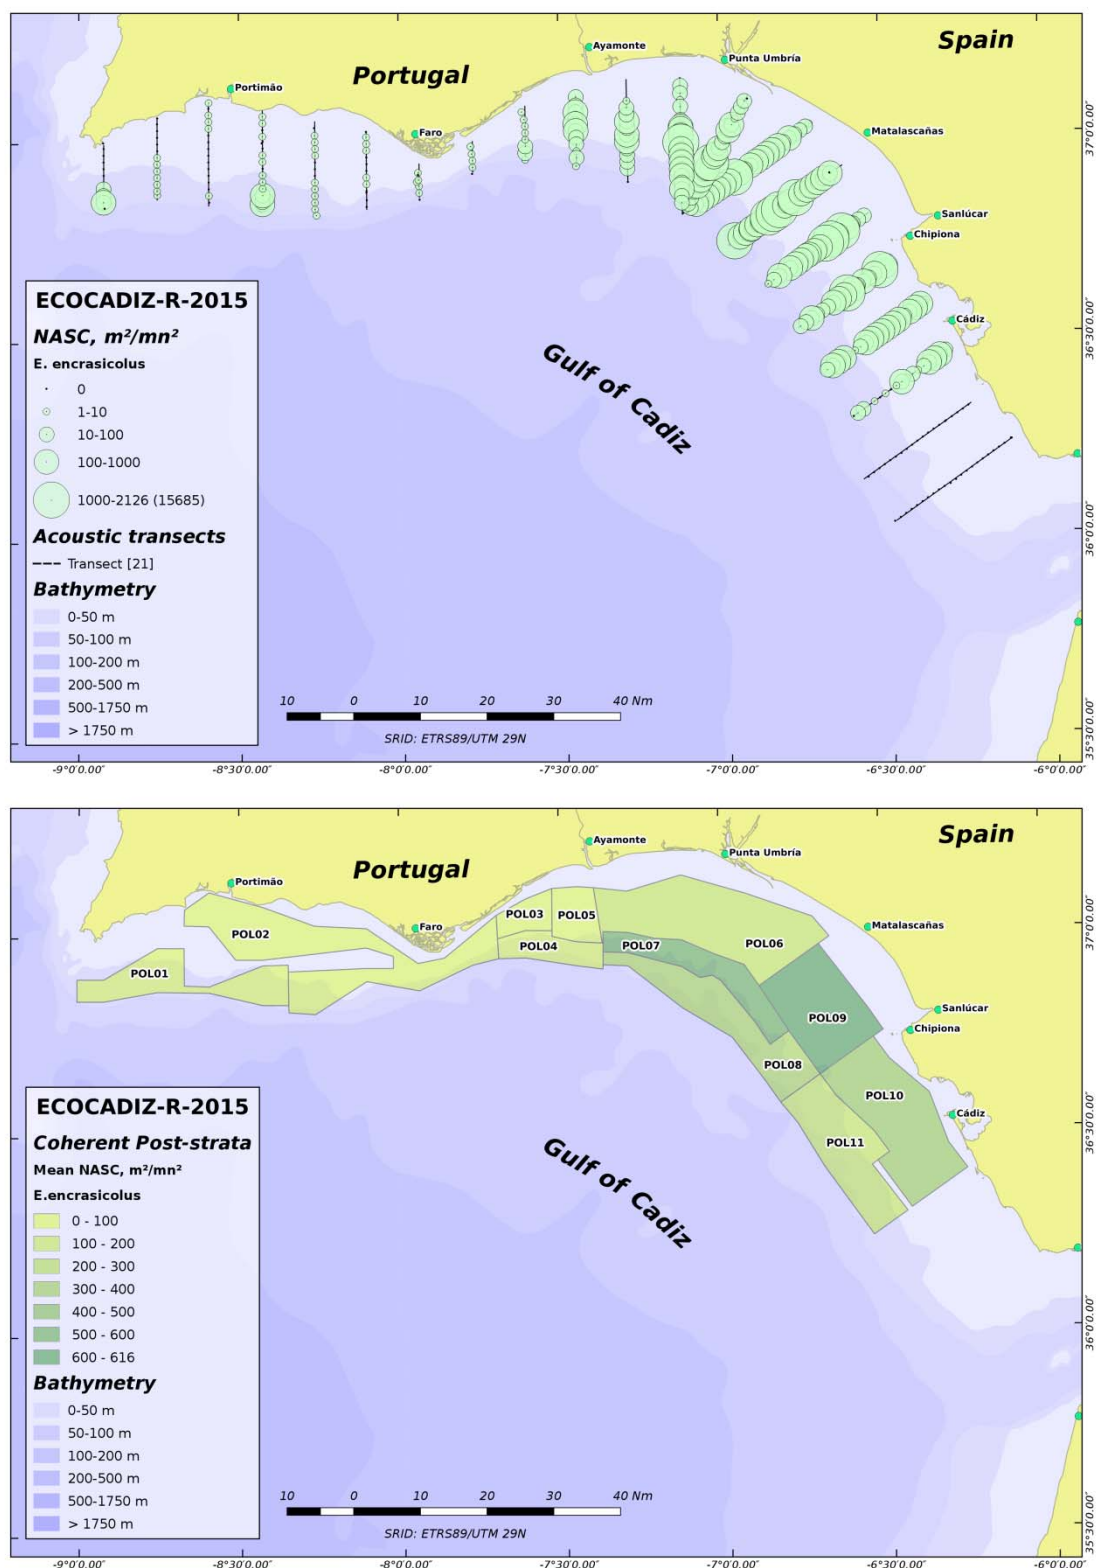 Spain
Ayamonte
Punta Umbría
Portugal
Portimão
Faro
Matalascañas
Sanlúcar
Chipiona
Cádiz
Gulf of Cadiz
37°0'0.00"
36°30'0.00"
36°0'0.00"
35°30'0.00"
ECOCADIZ-R-2015
NASC, m²/mn²
E. encrasicolus
0
1-10
10-100
100-1000
1000-2126 (15685)
Acoustic transects
Transect [21]
Bathymetry
0-50 m
50-100 m
100-200 m
200-500 m
500-1750 m
> 1750 m
10 0 10 20 30 40 Nm
SRID: ETRS89/UTM 29N
-9°0'0.00" -8°30'0.00" -8°0'0.00" -7°30'0.00" -7°0'0.00" -6°30'0.00" -6°0'0.00"
Spain
Ayamonte
Punta Umbría
Portugal
Portimão
Faro
Matalascañas
POL03
POL05
POL02
POL04
POL07
POL06
POL01
Sanlúcar
POL09
Chipiona
POL08
POL10
Cádiz
POL11
Gulf of Cadiz
37°0'0.00"
36°30'0.00"
36°0'0.00"
35°30'0.00"
ECOCADIZ-R-2015
Coherent Post-strata
Mean NASC, m²/mn²
E.encrasicolus
0 - 100
100 - 200
200 - 300
300 - 400
400 - 500
500 - 600
600 - 616
Bathymetry
0-50 m
50-100 m
100-200 m
200-500 m
500-1750 m
> 1750 m
10 0 10 20 30 40 Nm
SRID: ETRS89/UTM 29N
-9°0'0.00" -8°30'0.00" -8°0'0.00" -7°30'0.00" -7°0'0.00" -6°30'0.00" -6°0'0.00"